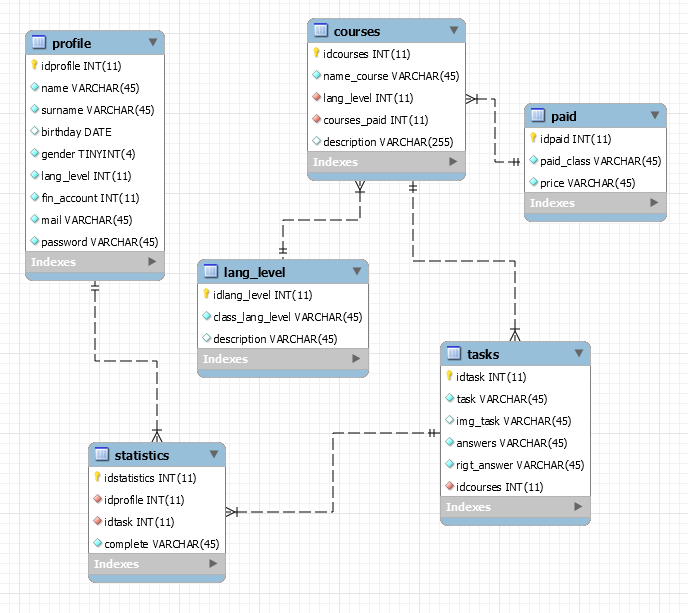 profile
idprofile INT(11)
name VARCHAR(45)
surname VARCHAR(45)
birthday DATE
gender TINYINT(4)
lang_level INT(11)
fin_account INT(11)
mail VARCHAR(45)
password VARCHAR(45)
Indexes
courses
idcourses INT(11)
name_course VARCHAR(45)
lang_level INT(11)
courses_paid INT(11)
description VARCHAR(255)
Indexes
paid
idpaid INT(11)
paid_class VARCHAR(45)
price VARCHAR(45)
Indexes
lang_level
idlang_level INT(11)
class_lang_level VARCHAR(45)
description VARCHAR(45)
Indexes
tasks
idtask INT(11)
task VARCHAR(45)
img_task VARCHAR(45)
answers VARCHAR(45)
rigt_answer VARCHAR(45)
idcourses INT(11)
Indexes
statistics
idstatistics INT(11)
idprofile INT(11)
idtask INT(11)
complete VARCHAR(45)
Indexes